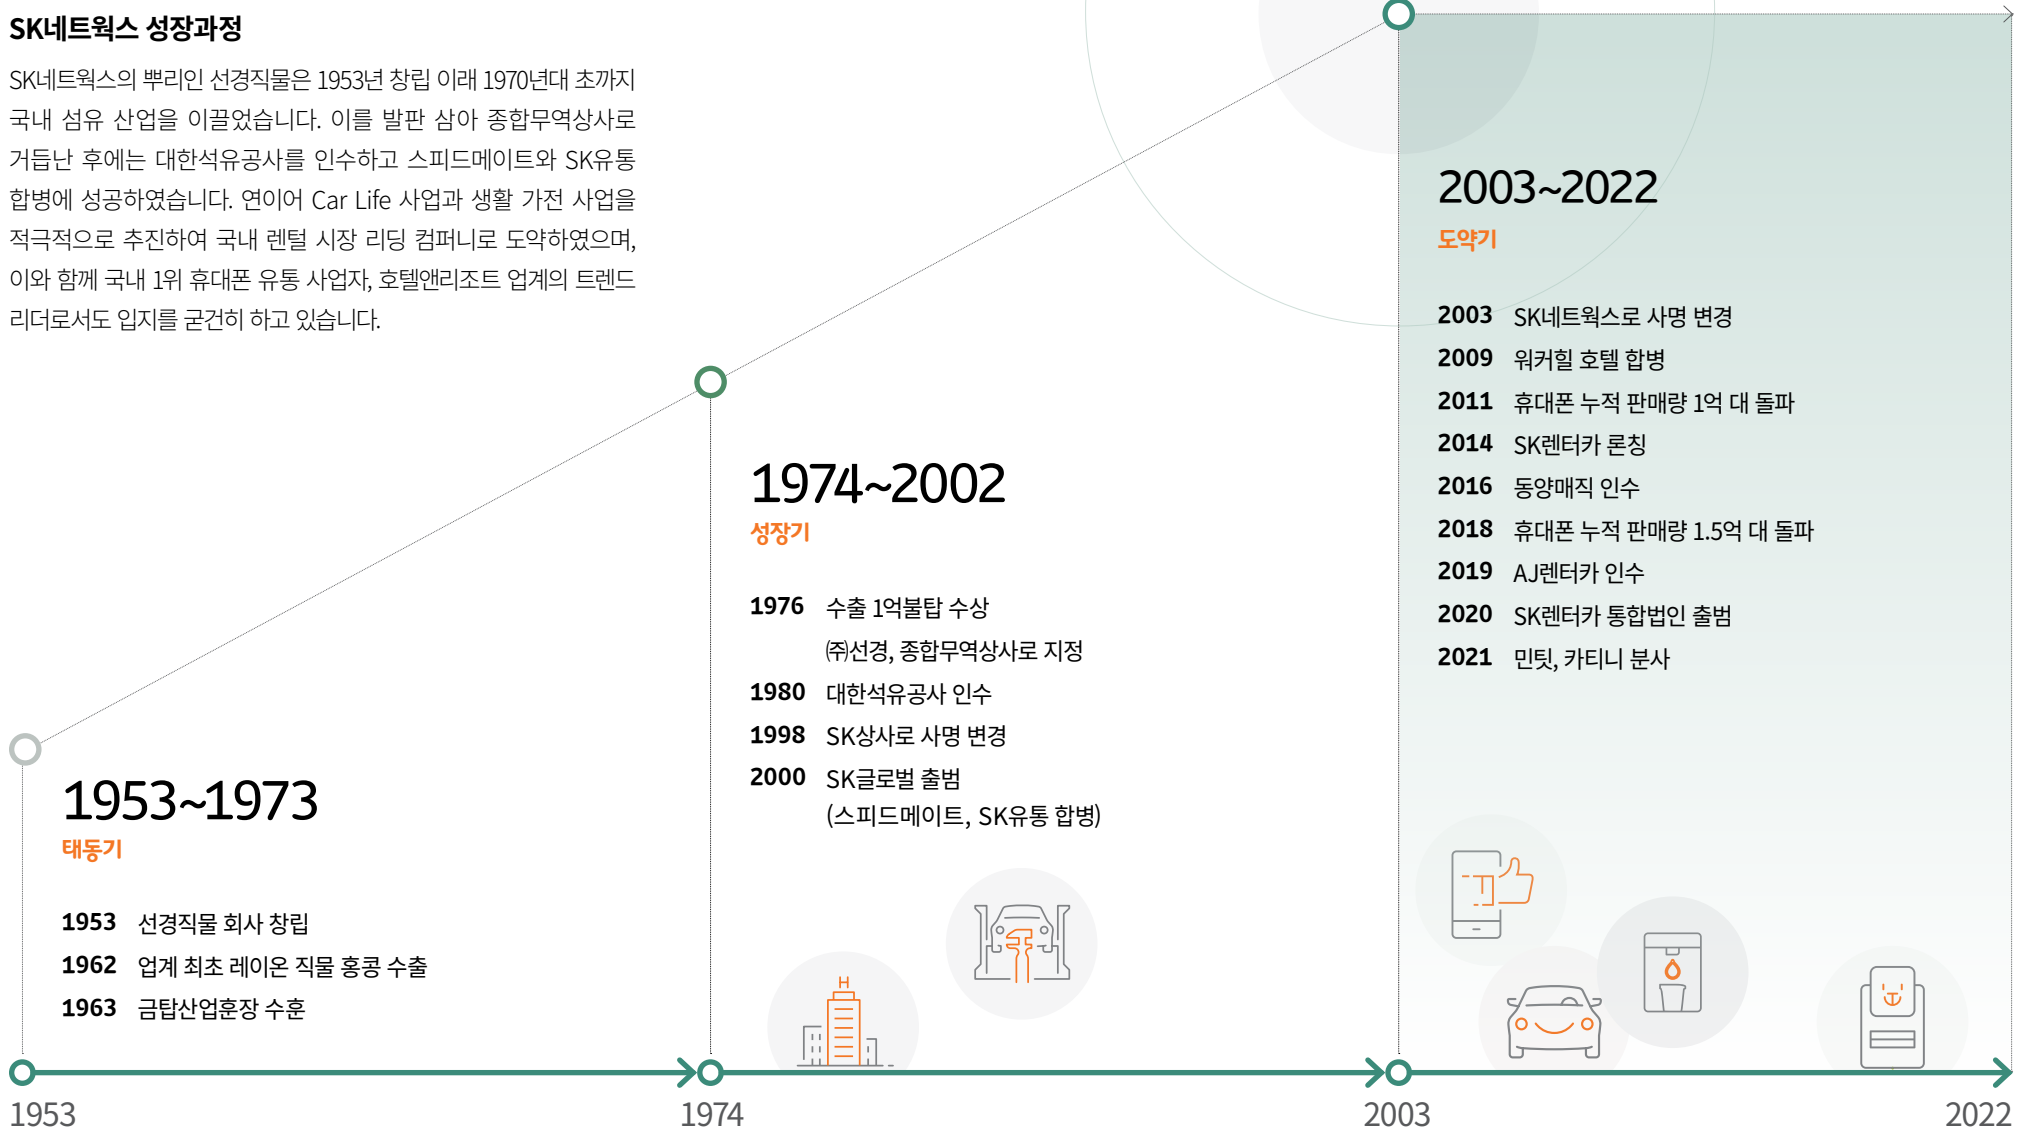 SK네트웍스 성장과정
SK네트웍스의 뿌리인 선경직물은 1953년 창립 이래 1970년대 초까지
국내 섬유 산업을 이끌었습니다. 이를 발판 삼아 종합무역상사로
거듭난 후에는 대한석유공사를 인수하고 스피드메이트와 SK유통
합병에 성공하였습니다. 연이어 Car Life 사업과 생활 가전 사업을
적극적으로 추진하여 국내 렌털 시장 리딩 컴퍼니로 도약하였으며,
이와 함께 국내 1위 휴대폰 유통 사업자, 호텔앤리조트 업계의 트렌드
리더로서도 입지를 굳건히 하고 있습니다.
1953~1973
태동기
1953 선경직물 회사 창립
1962 업계 최초 레이온 직물 홍콩 수출
1963 금탑산업훈장 수훈
1974~2002
성장기
1976 수출 1억불탑 수상
㈜선경, 종합무역상사로 지정
1980 대한석유공사 인수
1998 SK상사로 사명 변경
2000 SK글로벌 출범
(스피드메이트, SK유통 합병)
H
2003~2022
도약기
2003 SK네트웍스로 사명 변경
2009 워커힐 호텔 합병
2011 휴대폰 누적 판매량 1억 대 돌파
2014 SK렌터카 론칭
2016 동양매직 인수
2018 휴대폰 누적 판매량 1.5억 대 돌파
2019 AJ렌터카 인수
2020 SK렌터카 통합법인 출범
2021 민팃, 카티니 분사
1953 1974 2003 2022